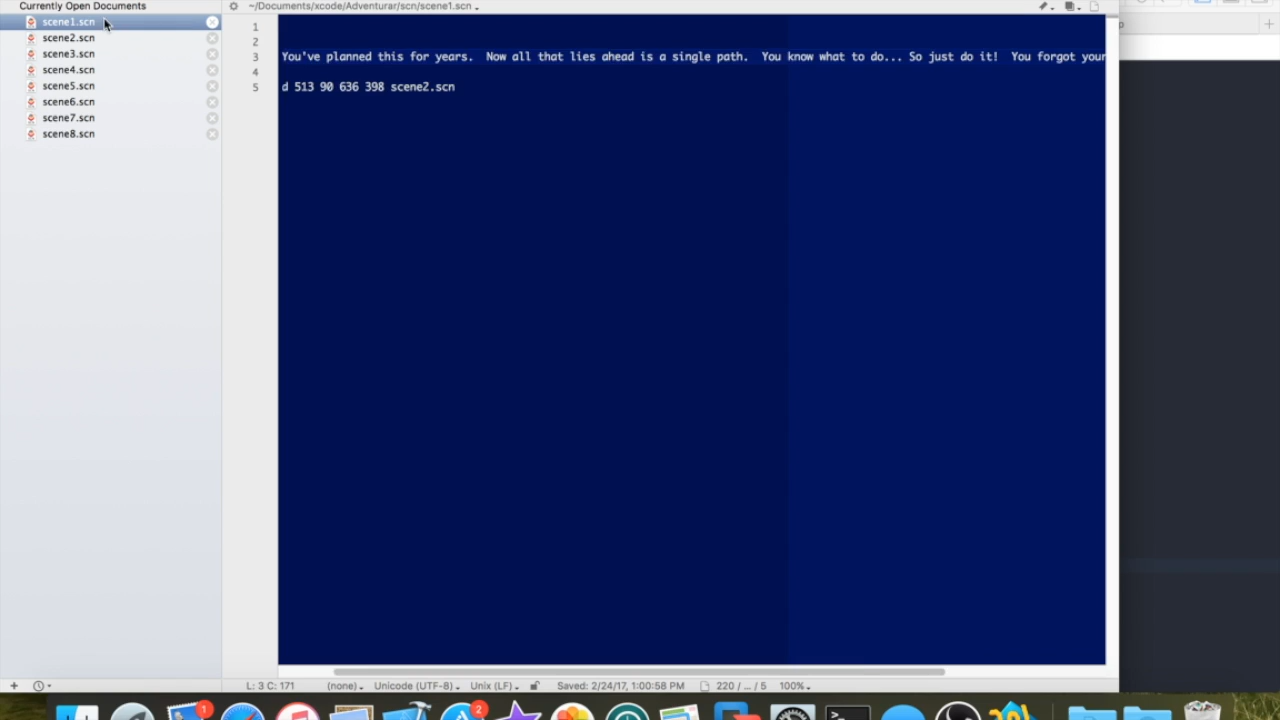 Currently Open Documents
~/Documents/xcode/Adventurar/scn/scene1.scn
scene1.scn
scene2.scn
scene3.scn
scene4.scn
scene5.scn
scene6.scn
scene7.scn
scene8.scn
1
2
3 You've planned this for years.  Now all that lies ahead is a single path.  You know what to do... So just do it!  You forgot your
4
5 d 513 90 636 398 scene2.scn
L: 3 C: 171 (none) Unicode (UTF-8) Unix (LF) Saved: 2/24/17, 1:00:58 PM 220 / ... / 5 100%
1
2